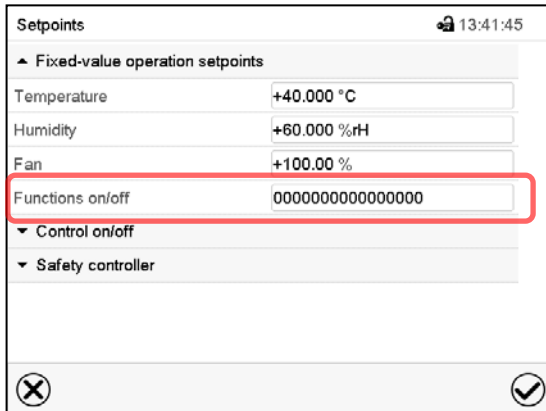 Setpoints 13:41:45
Fixed-value operation setpoints
Temperature +40.000 °C
Humidity +60.000 %rH
Fan +100.00 %
Functions on/off 0000000000000000
Control on/off
Safety controller